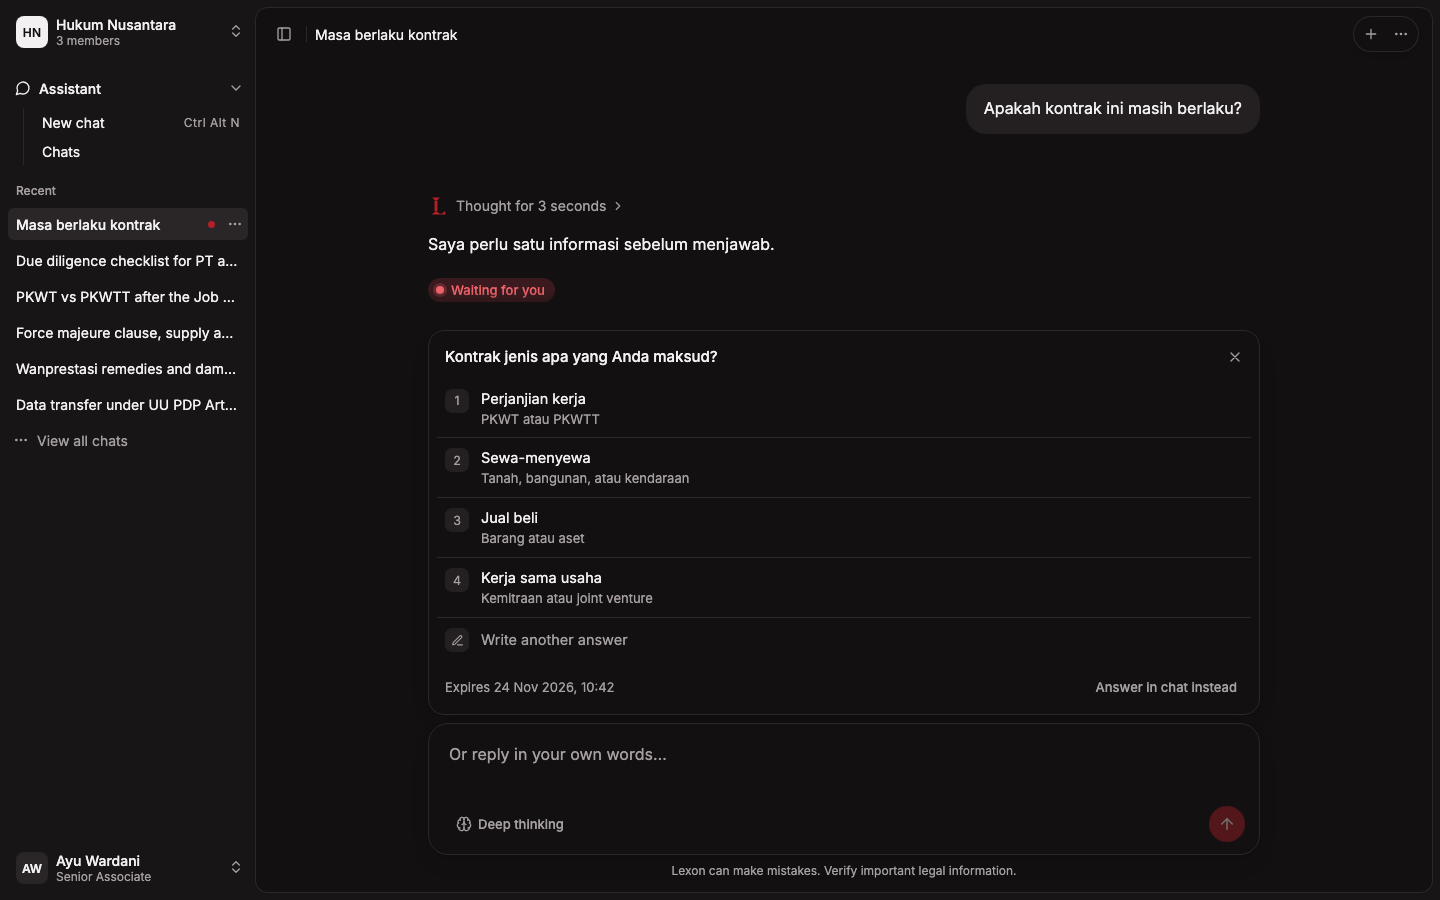 HN
Hukum Nusantara
3 members
Assistant
New chat
Ctrl Alt N
Chats
Recent
Masa berlaku kontrak
Due diligence checklist for PT a...
PKWT vs PKWTT after the Job ...
Force majeure clause, supply a...
Wanprestasi remedies and dam...
Data transfer under UU PDP Art...
View all chats
AW
Ayu Wardani
Senior Associate
Masa berlaku kontrak
Apakah kontrak ini masih berlaku?
L
Thought for 3 seconds
Saya perlu satu informasi sebelum menjawab.
Waiting for you
Kontrak jenis apa yang Anda maksud?
1
Perjanjian kerja
PKWT atau PKWTT
2
Sewa-menyewa
Tanah, bangunan, atau kendaraan
3
Jual beli
Barang atau aset
4
Kerja sama usaha
Kemitraan atau joint venture
Write another answer
Expires 24 Nov 2026, 10:42
Answer in chat instead
Or reply in your own words...
Deep thinking
Lexon can make mistakes. Verify important legal information.